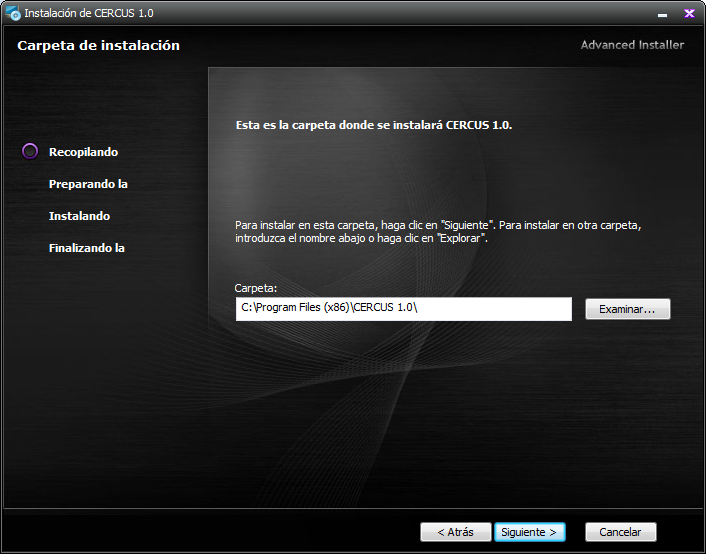 Instalación de CERCUS 1.0
Carpeta de instalación
Advanced Installer
Recopilando
Preparando la
Instalando
Finalizando la
Esta es la carpeta donde se instalará CERCUS 1.0.
Para instalar en esta carpeta, haga clic en "Siguiente". Para instalar en otra carpeta,
introduzca el nombre abajo o haga clic en "Explorar".
Carpeta:
C:\Program Files (x86)\CERCUS 1.0\
Examinar...
< Atrás
Siguiente >
Cancelar